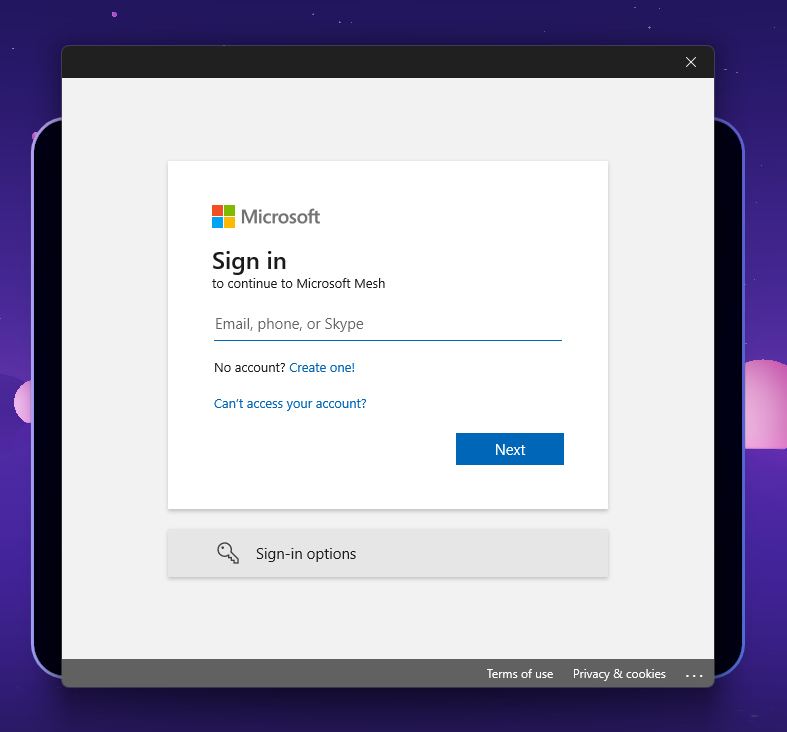 Microsoft
Sign in
to continue to Microsoft Mesh
Email, phone, or Skype
No account? Create one!
Can't access your account?
Next
Sign-in options
Terms of use Privacy & cookies ...